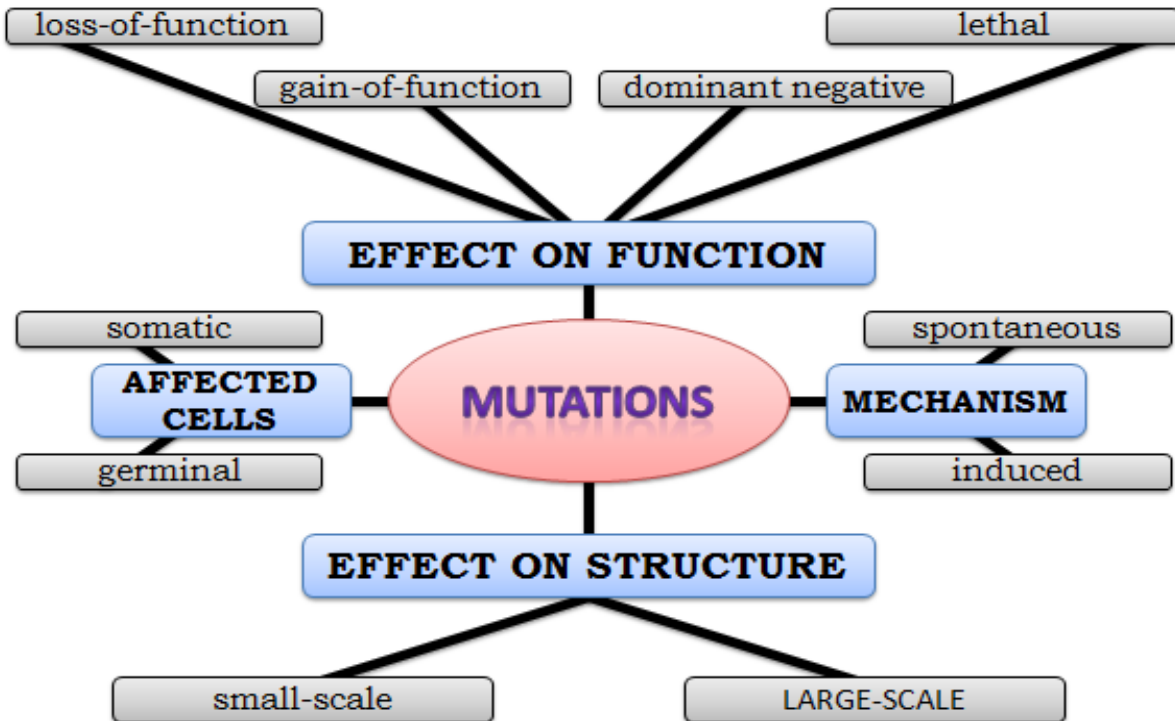 loss-of-function
lethal
gain-of-function
dominant negative
EFFECT ON FUNCTION
somatic
spontaneous
AFFECTED
CELLS
MUTATIONS
MECHANISM
germinal
induced
EFFECT ON STRUCTURE
small-scale
LARGE-SCALE